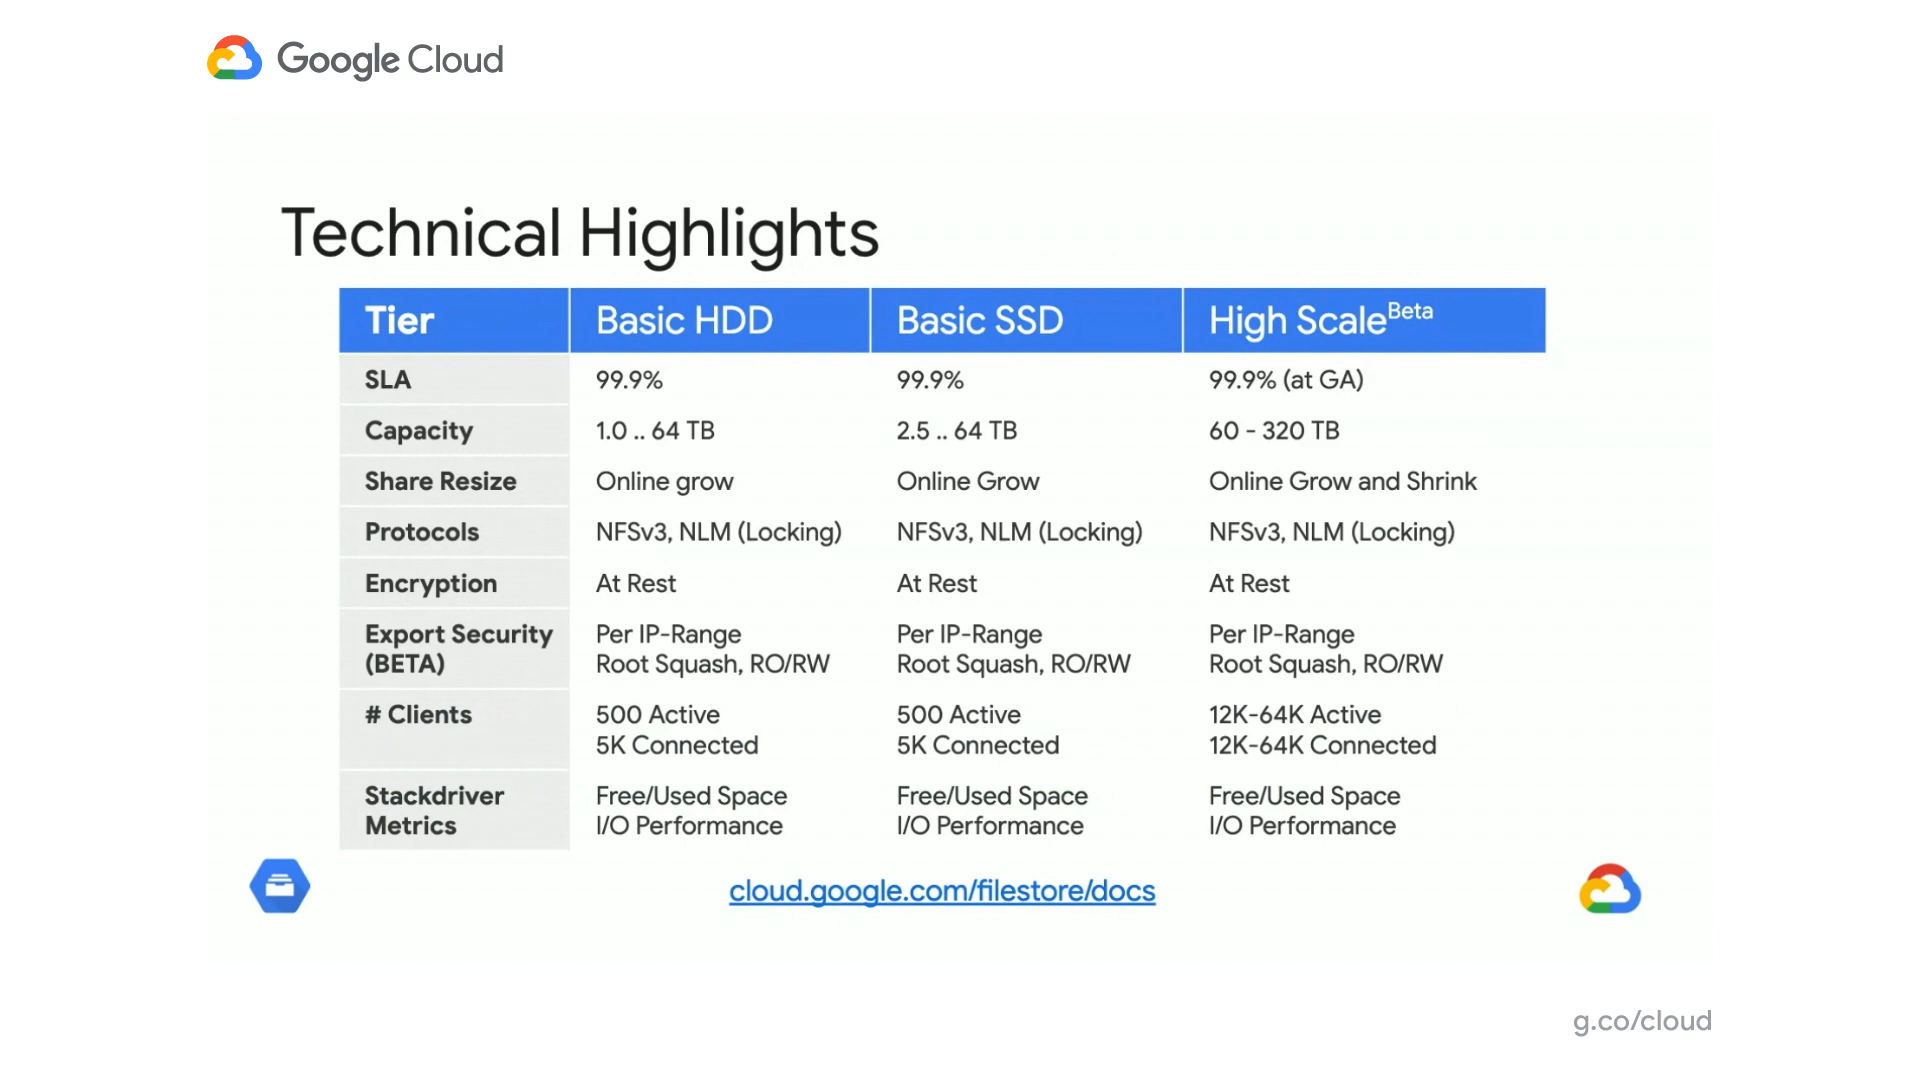 Google Cloud
Technical Highlights
Tier Basic HDD Basic SSD High Scale Beta
SLA 99.9% 99.9% 99.9% (at GA)
Capacity 1.0 .. 64 TB 2.5 .. 64 TB 60 - 320 TB
Share Resize Online grow Online Grow Online Grow and Shrink
Protocols NFSv3, NLM (Locking) NFSv3, NLM (Locking) NFSv3, NLM (Locking)
Encryption At Rest At Rest At Rest
Export Security Per IP-Range Per IP-Range Per IP-Range
(BETA) Root Squash, RO/RW Root Squash, RO/RW Root Squash, RO/RW
# Clients 500 Active 500 Active 12K-64K Active
5K Connected 5K Connected 12K-64K Connected
Stackdriver Free/Used Space Free/Used Space Free/Used Space
Metrics I/O Performance I/O Performance I/O Performance
cloud.google.com/filestore/docs
g.co/cloud